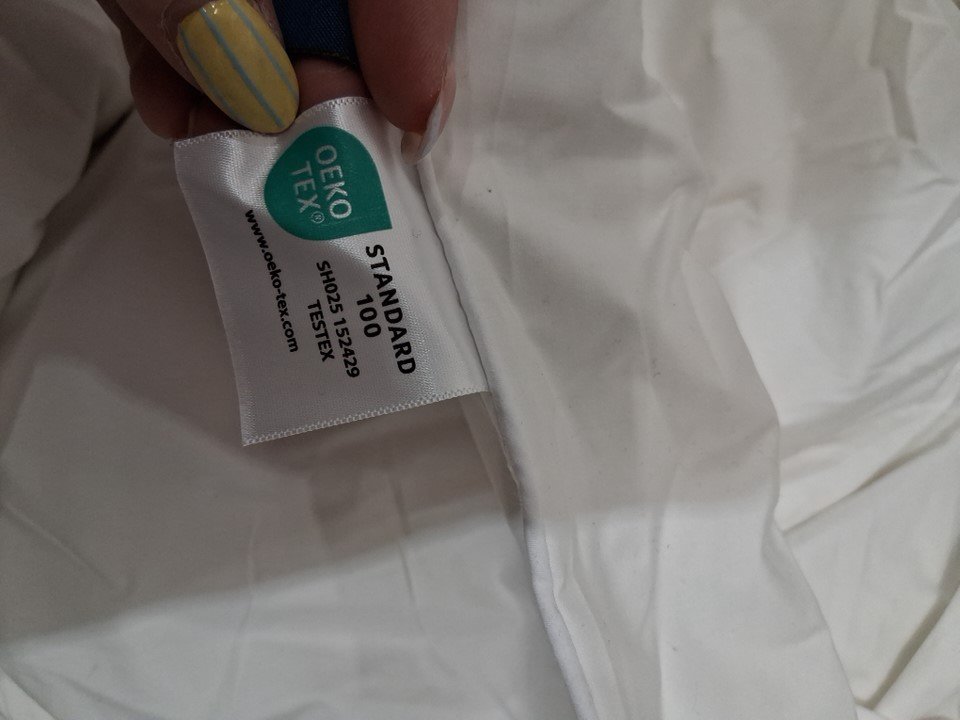 OEKO
TEX®
STANDARD
100
SH025 152429
TESTEX
www.oeko-tex.com